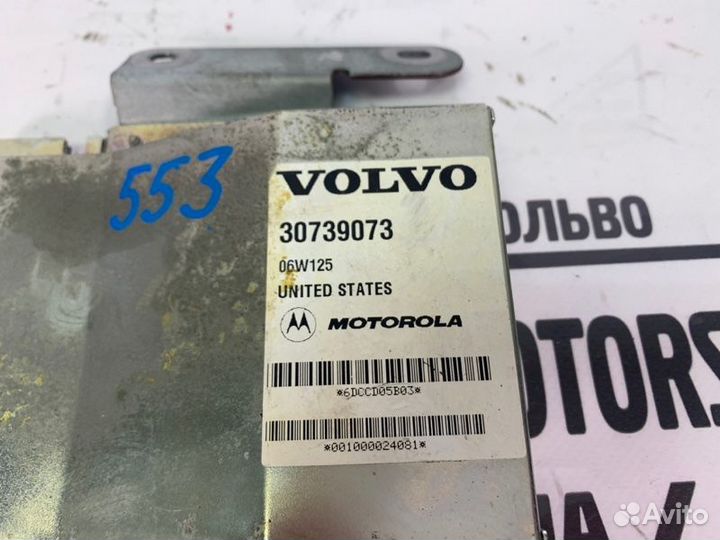 553
VOLVO
30739073
06W125
UNITED STATES
MOTOROLA
*6DCCD05B03*
*001000024081*
ОЛЬВО
OTORS
Avito